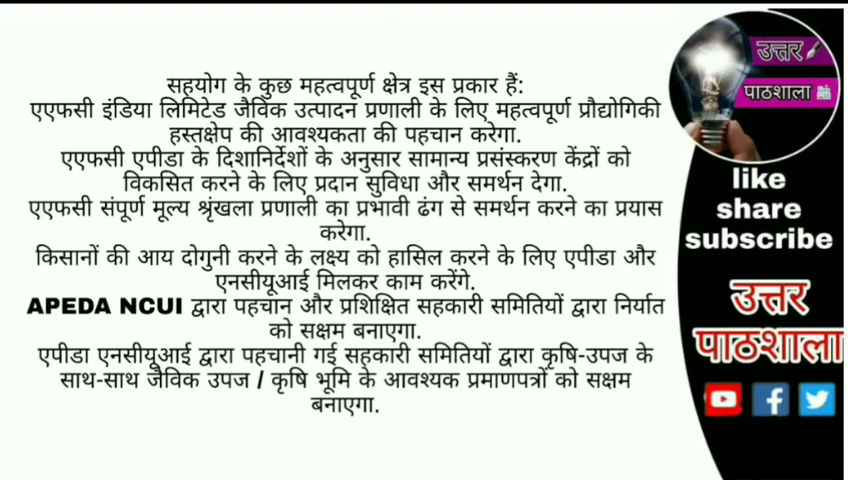 सहयोग के कुछ महत्वपूर्ण क्षेत्र इस प्रकार हैं:
एएफसी इंडिया लिमिटेड जैविक उत्पादन प्रणाली के लिए महत्वपूर्ण प्रौद्योगिकी
हस्तक्षेप की आवश्यकता की पहचान करेगा.
एएफसी एपीडा के दिशानिर्देशों के अनुसार सामान्य प्रसंस्करण केंद्रों को
विकसित करने के लिए प्रदान सुविधा और समर्थन देगा.
एएफसी संपूर्ण मूल्य श्रृंखला प्रणाली का प्रभावी ढंग से समर्थन करने का प्रयास
करेगा.
किसानों की आय दोगुनी करने के लक्ष्य को हासिल करने के लिए एपीडा और
एनसीयूआई मिलकर काम करेंगे.
APEDA NCUI द्वारा पहचान और प्रशिक्षित सहकारी समितियों द्वारा निर्यात
को सक्षम बनाएगा.
एपीडा एनसीयूआई द्वारा पहचानी गई सहकारी समितियों द्वारा कृषि-उपज के
साथ-साथ जैविक उपज / कृषि भूमि के आवश्यक प्रमाणपत्रों को सक्षम
बनाएगा.
उत्तर
पाठशाला
like
share
subscribe
उत्तर
पाठशाला